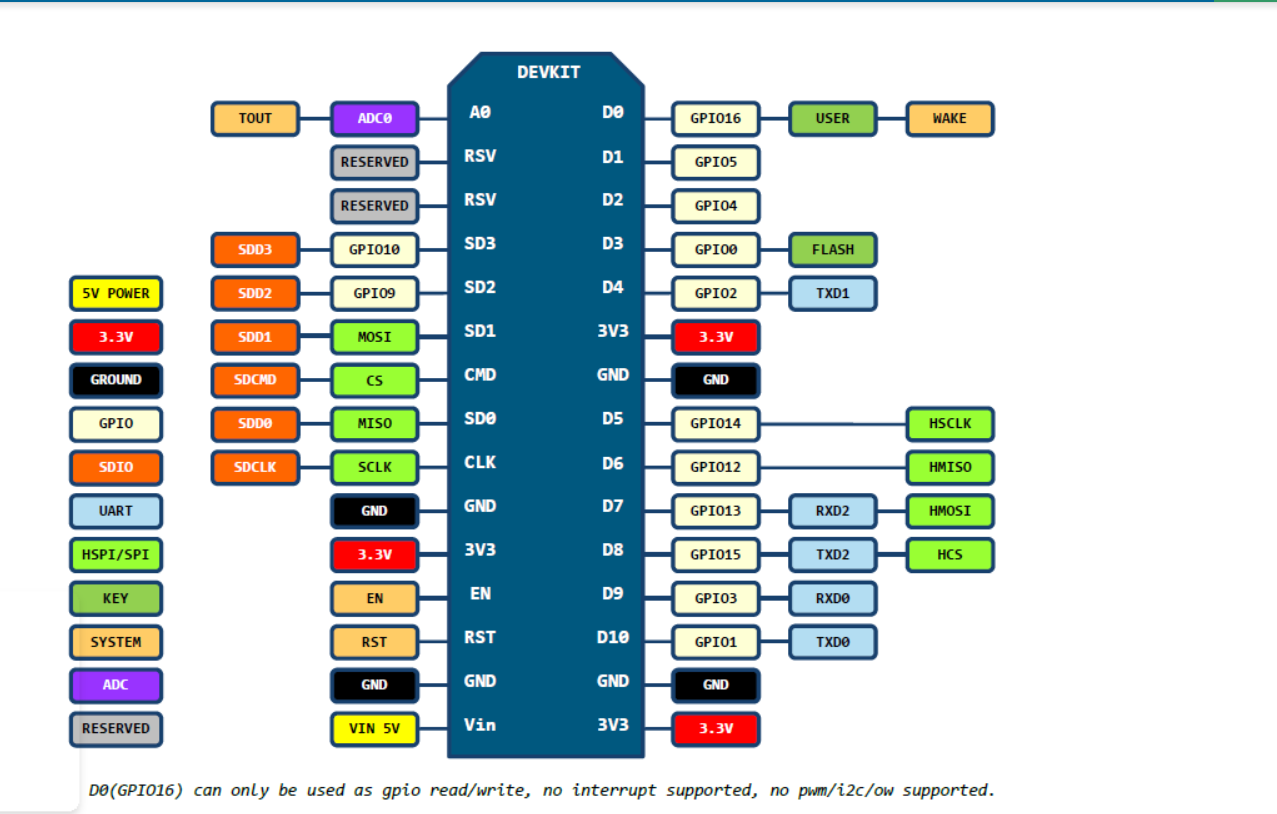 DEVKIT
TOUT ADC0 A0 D0 GPIO16 USER WAKE
RESERVED RSV D1 GPIO5
RESERVED RSV D2 GPIO4
SDD3 GPIO10 SD3 D3 GPIO0 FLASH
5V POWER SDD2 GPIO9 SD2 D4 GPIO2 TXD1
3.3V SDD1 MOSI SD1 3V3 3.3V
GROUND SDCMD CS CMD GND GND
GPIO SDD0 MISO SD0 D5 GPIO14 HSCLK
SDIO SDCLK SCLK CLK D6 GPIO12 HMISO
UART GND GND D7 GPIO13 RXD2 HMOSI
HSPI/SPI 3.3V 3V3 D8 GPIO15 TXD2 HCS
KEY EN EN D9 GPIO3 RXD0
SYSTEM RST RST D10 GPIO1 TXD0
ADC GND GND GND GND
RESERVED VIN 5V Vin 3V3 3.3V
D0(GPIO16) can only be used as gpio read/write, no interrupt supported, no pwm/i2c/ow supported.